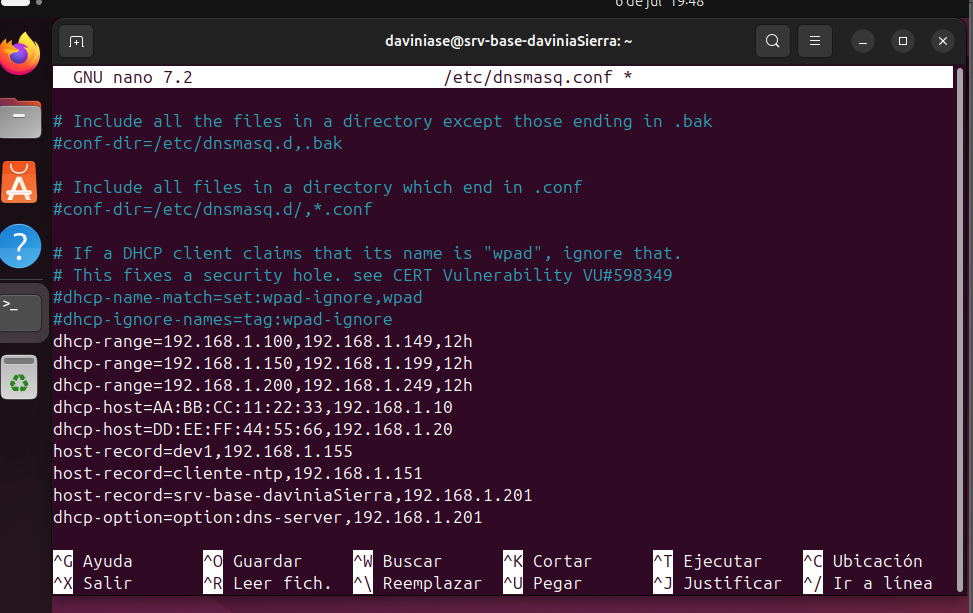 6 de jul 19:48
daviniase@srv-base-daviniaSierra: ~
GNU nano 7.2 /etc/dnsmasq.conf *
# Include all the files in a directory except those ending in .bak
#conf-dir=/etc/dnsmasq.d,.bak
# Include all files in a directory which end in .conf
#conf-dir=/etc/dnsmasq.d/,*.conf
# If a DHCP client claims that its name is "wpad", ignore that.
# This fixes a security hole. see CERT Vulnerability VU#598349
#dhcp-name-match=set:wpad-ignore,wpad
#dhcp-ignore-names=tag:wpad-ignore
dhcp-range=192.168.1.100,192.168.1.149,12h
dhcp-range=192.168.1.150,192.168.1.199,12h
dhcp-range=192.168.1.200,192.168.1.249,12h
dhcp-host=AA:BB:CC:11:22:33,192.168.1.10
dhcp-host=DD:EE:FF:44:55:66,192.168.1.20
host-record=dev1,192.168.1.155
host-record=cliente-ntp,192.168.1.151
host-record=srv-base-daviniaSierra,192.168.1.201
dhcp-option=option:dns-server,192.168.1.201
^G Ayuda ^O Guardar ^W Buscar ^K Cortar ^T Ejecutar ^C Ubicación
^X Salir ^R Leer fich. ^\ Reemplazar ^U Pegar ^J Justificar ^/ Ir a línea